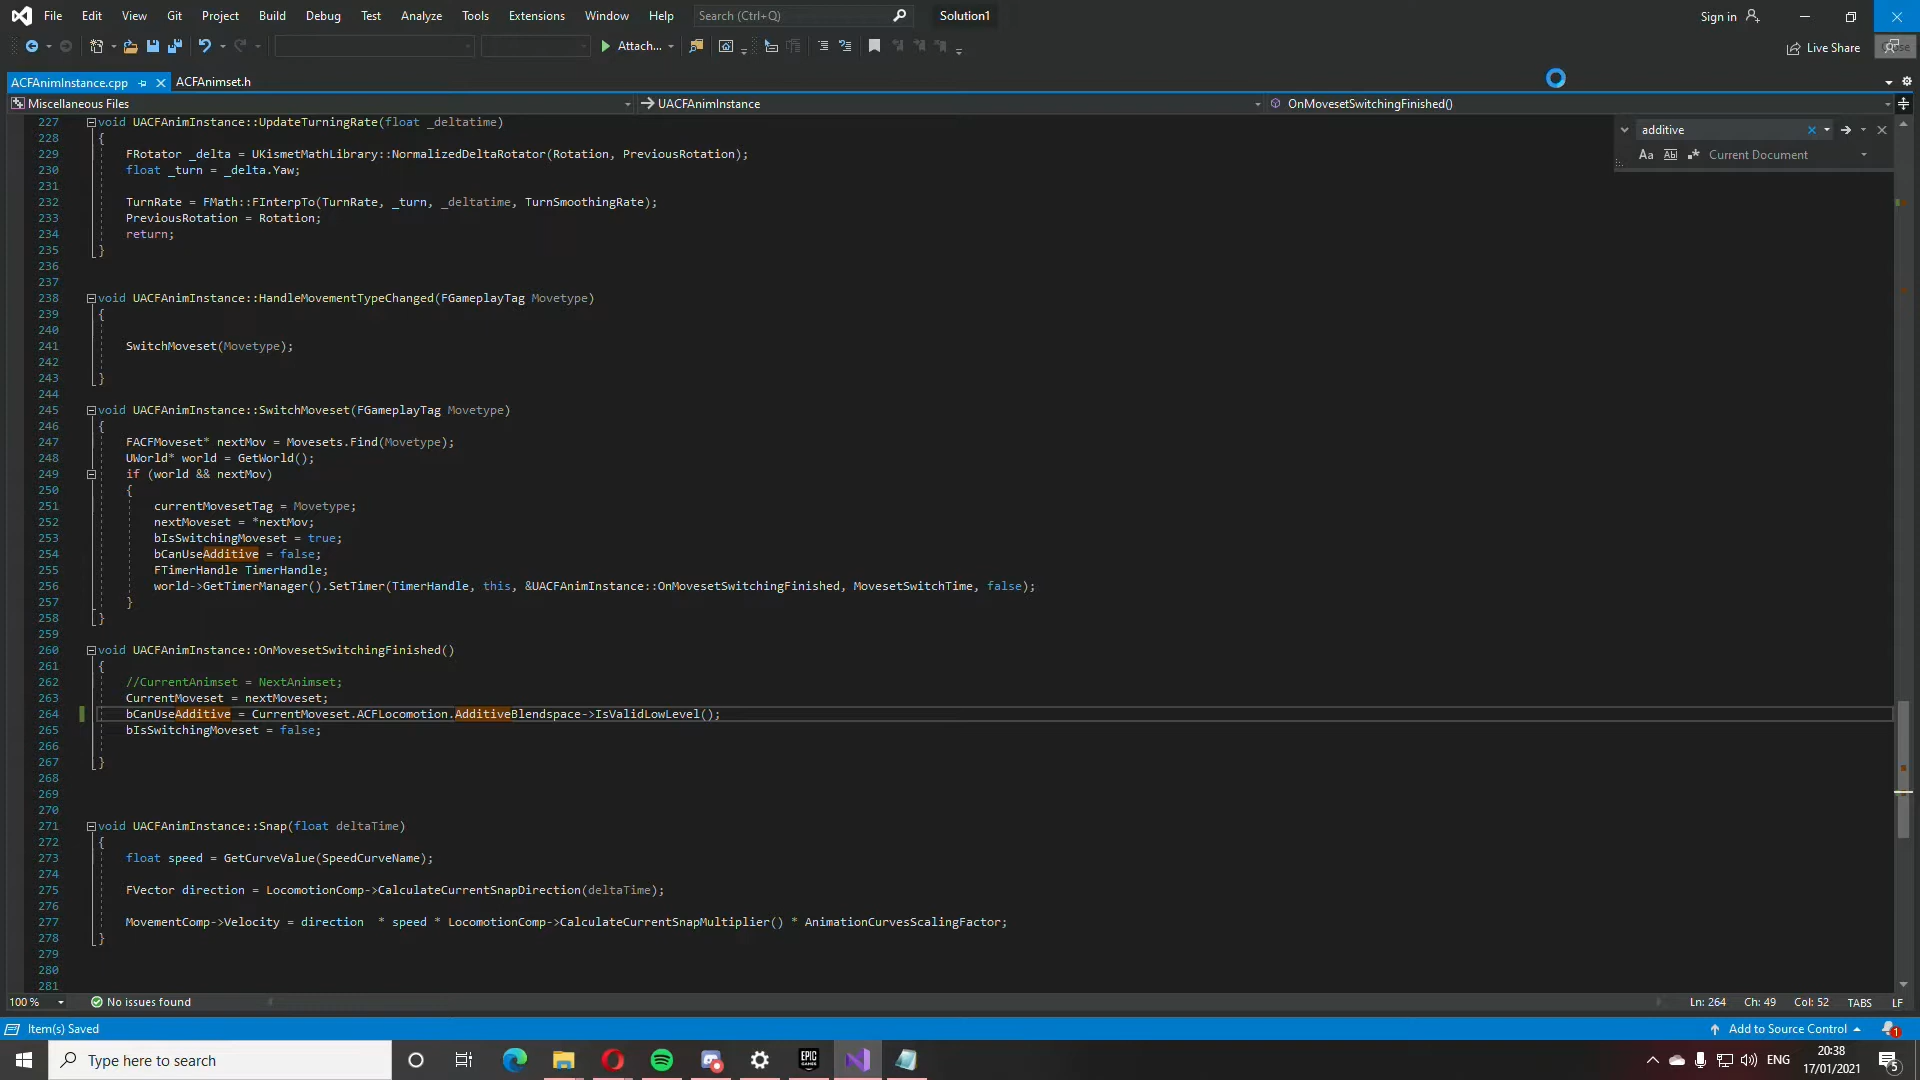 File Edit View Git Project Build Debug Test Analyze Tools Extensions Window Help Search (Ctrl+Q) Solution1 Sign in
Attach... Live Share
ACFAnimInstance.cpp ACFAnimset.h
Miscellaneous Files UACFAnimInstance OnMovesetSwitchingFinished()
additive
Aa Ab Current Document
227 void UACFAnimInstance::UpdateTurningRate(float _deltatime)
228 {
229 FRotator _delta = UKismetMathLibrary::NormalizedDeltaRotator(Rotation, PreviousRotation);
230 float _turn = _delta.Yaw;
231
232 TurnRate = FMath::FInterpTo(TurnRate, _turn, _deltatime, TurnSmoothingRate);
233 PreviousRotation = Rotation;
234 return;
235 }
236
237
238 void UACFAnimInstance::HandleMovementTypeChanged(FGameplayTag Movetype)
239 {
240
241 SwitchMoveset(Movetype);
242
243 }
244
245 void UACFAnimInstance::SwitchMoveset(FGameplayTag Movetype)
246 {
247 FACFMoveset* nextMov = Movesets.Find(Movetype);
248 UWorld* world = GetWorld();
249 if (world && nextMov)
250 {
251 currentMovesetTag = Movetype;
252 nextMoveset = *nextMov;
253 bIsSwitchingMoveset = true;
254 bCanUseAdditive = false;
255 FTimerHandle TimerHandle;
256 world->GetTimerManager().SetTimer(TimerHandle, this, &UACFAnimInstance::OnMovesetSwitchingFinished, MovesetSwitchTime, false);
257 }
258 }
259
260 void UACFAnimInstance::OnMovesetSwitchingFinished()
261 {
262 //CurrentAnimset = NextAnimset;
263 CurrentMoveset = nextMoveset;
264 bCanUseAdditive = CurrentMoveset.ACFLocomotion.AdditiveBlendspace->IsValidLowLevel();
265 bIsSwitchingMoveset = false;
266
267 }
268
269
270
271 void UACFAnimInstance::Snap(float deltaTime)
272 {
273 float speed = GetCurveValue(SpeedCurveName);
274
275 FVector direction = LocomotionComp->CalculateCurrentSnapDirection(deltaTime);
276
277 MovementComp->Velocity = direction * speed * LocomotionComp->CalculateCurrentSnapMultiplier() * AnimationCurvesScalingFactor;
278 }
279
280
281
100 % No issues found Ln: 264 Ch: 49 Col: 52 TABS LF
Item(s) Saved Add to Source Control 1
Type here to search EPIC GAMES ENG 20:38
17/01/2021 5